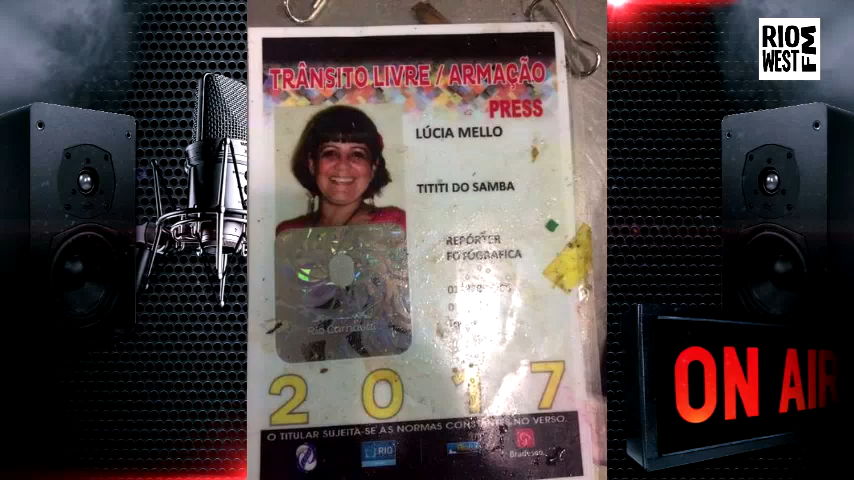 RIO
WEST
FM
TRÂNSITO LIVRE / ARMAÇÃO
PRESS
LÚCIA MELLO
TITITI DO SAMBA
REPÓRTER
FOTOGRÁFICA
Rio Carnaval
2017
O TITULAR SUJEITA-SE ÀS NORMAS CONSTANTES NO VERSO.
RIO
Bradesco
ON AIR